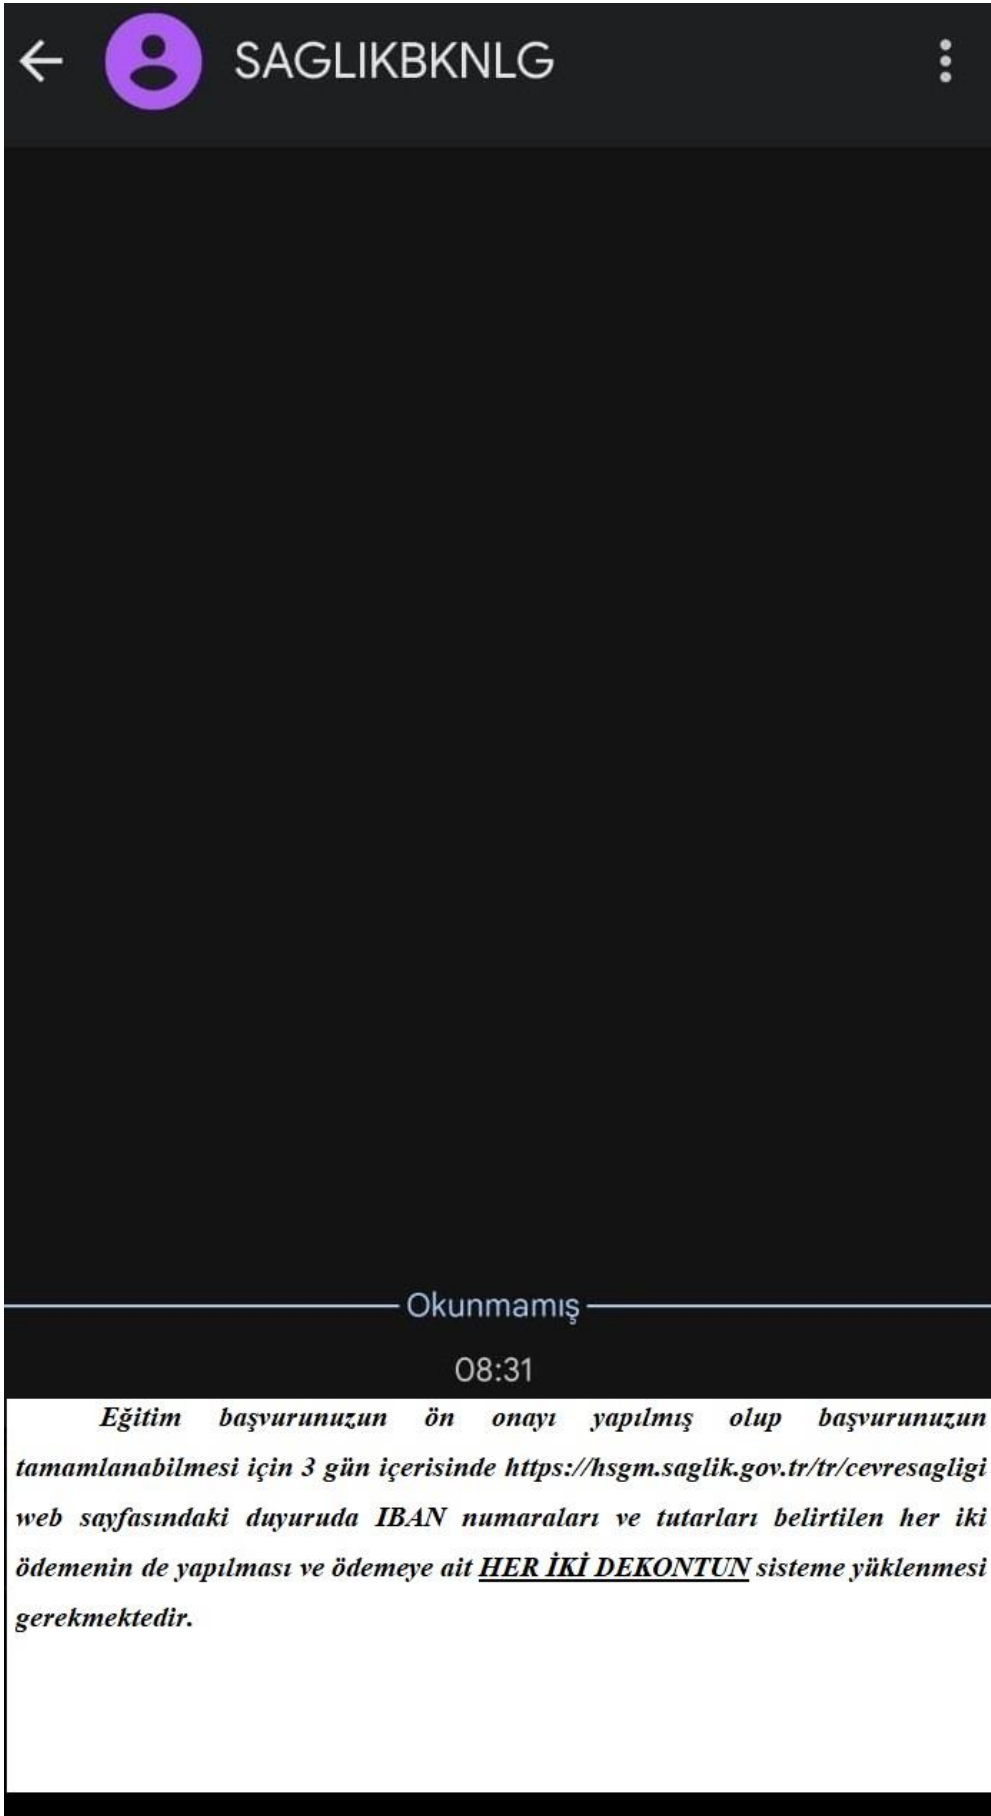 SAGLIKBKNLG
Okunmamış
08:31
Eğitim başvurunuzun ön onayı yapılmış olup başvurunuzun
tamamlanabilmesi için 3 gün içerisinde https://hsgm.saglik.gov.tr/tr/cevresagligi
web sayfasındaki duyuruda IBAN numaraları ve tutarları belirtilen her iki
ödemenin de yapılması ve ödemeye ait HER İKİ DEKONTUN sisteme yüklenmesi
gerekmektedir.